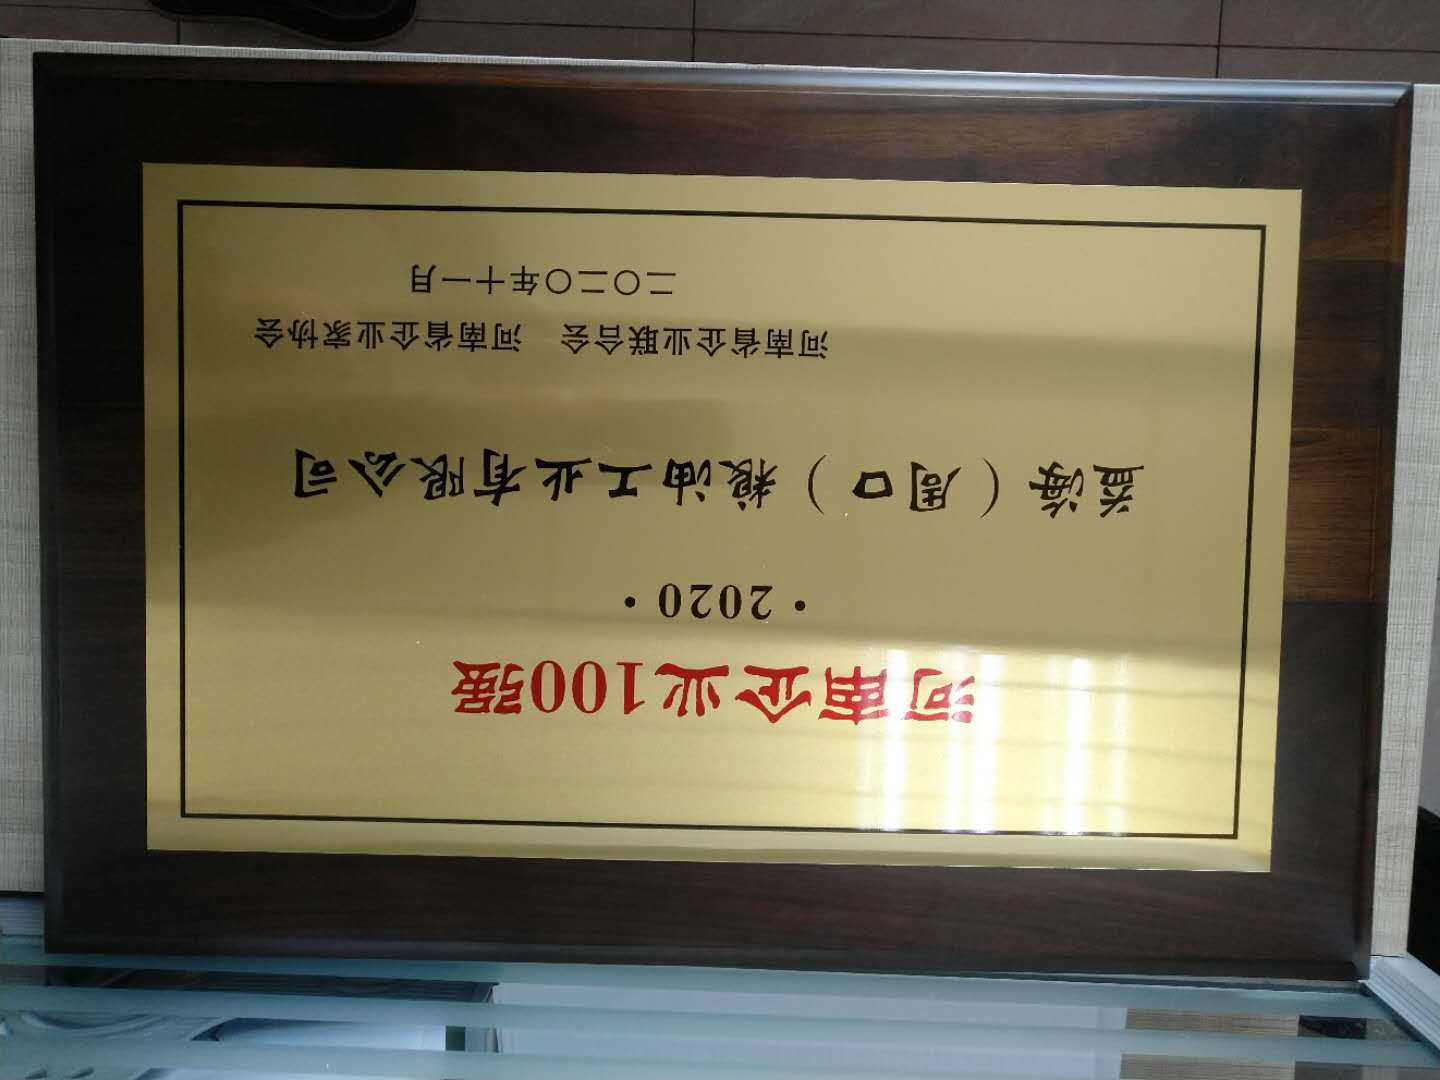 河南企业100强
·2020·
益海（周口）粮油工业有限公司
河南省企业联合会 河南省企业家协会
二〇二〇年十一月